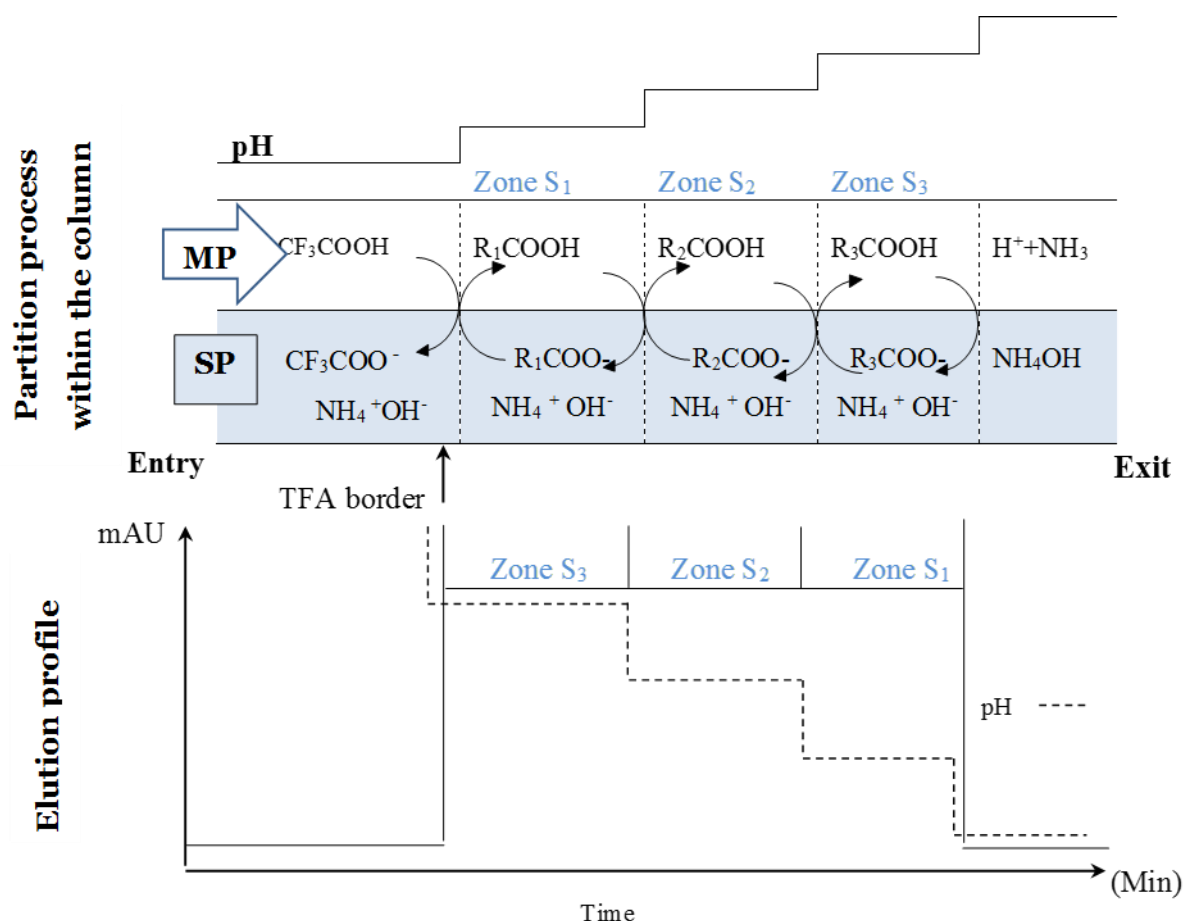 Partition process
within the column
pH
Zone S₁ Zone S₂ Zone S₃
MP CF₃COOH R₁COOH R₂COOH R₃COOH H⁺+NH₃
SP CF₃COO⁻ R₁COO- R₂COO- R₃COO- NH₄OH
NH₄⁺OH⁻ NH₄⁺OH⁻ NH₄⁺OH⁻ NH₄⁺OH⁻
Entry Exit
TFA border
Elution profile
mAU
Zone S₃ Zone S₂ Zone S₁
pH
(Min)
Time